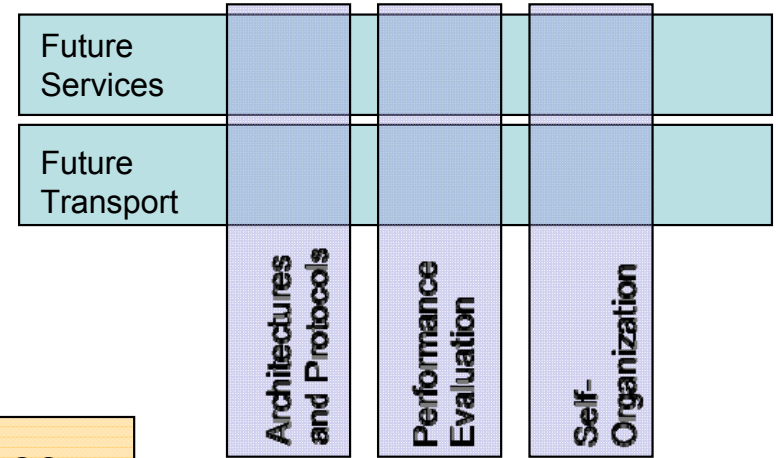 Future
Services
Future
Transport
Architectures
and Protocols
Performance
Evaluation
Self-
Organization